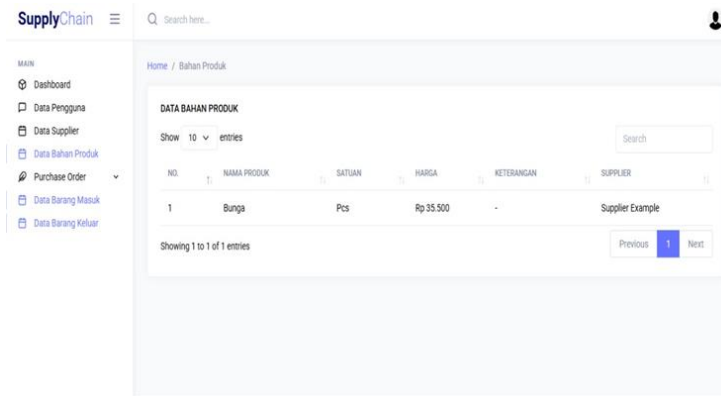 SupplyChain
Search here...
MAIN
Dashboard
Data Pengguna
Data Supplier
Data Bahan Produk
Purchase Order
Data Barang Masuk
Data Barang Keluar
Home / Bahan Produk
DATA BAHAN PRODUK
Show 10 entries
Search
NO. NAMA PRODUK SATUAN HARGA KETERANGAN SUPPLIER
1 Bunga Pcs Rp 35.500 - Supplier Example
Showing 1 to 1 of 1 entries
Previous 1 Next